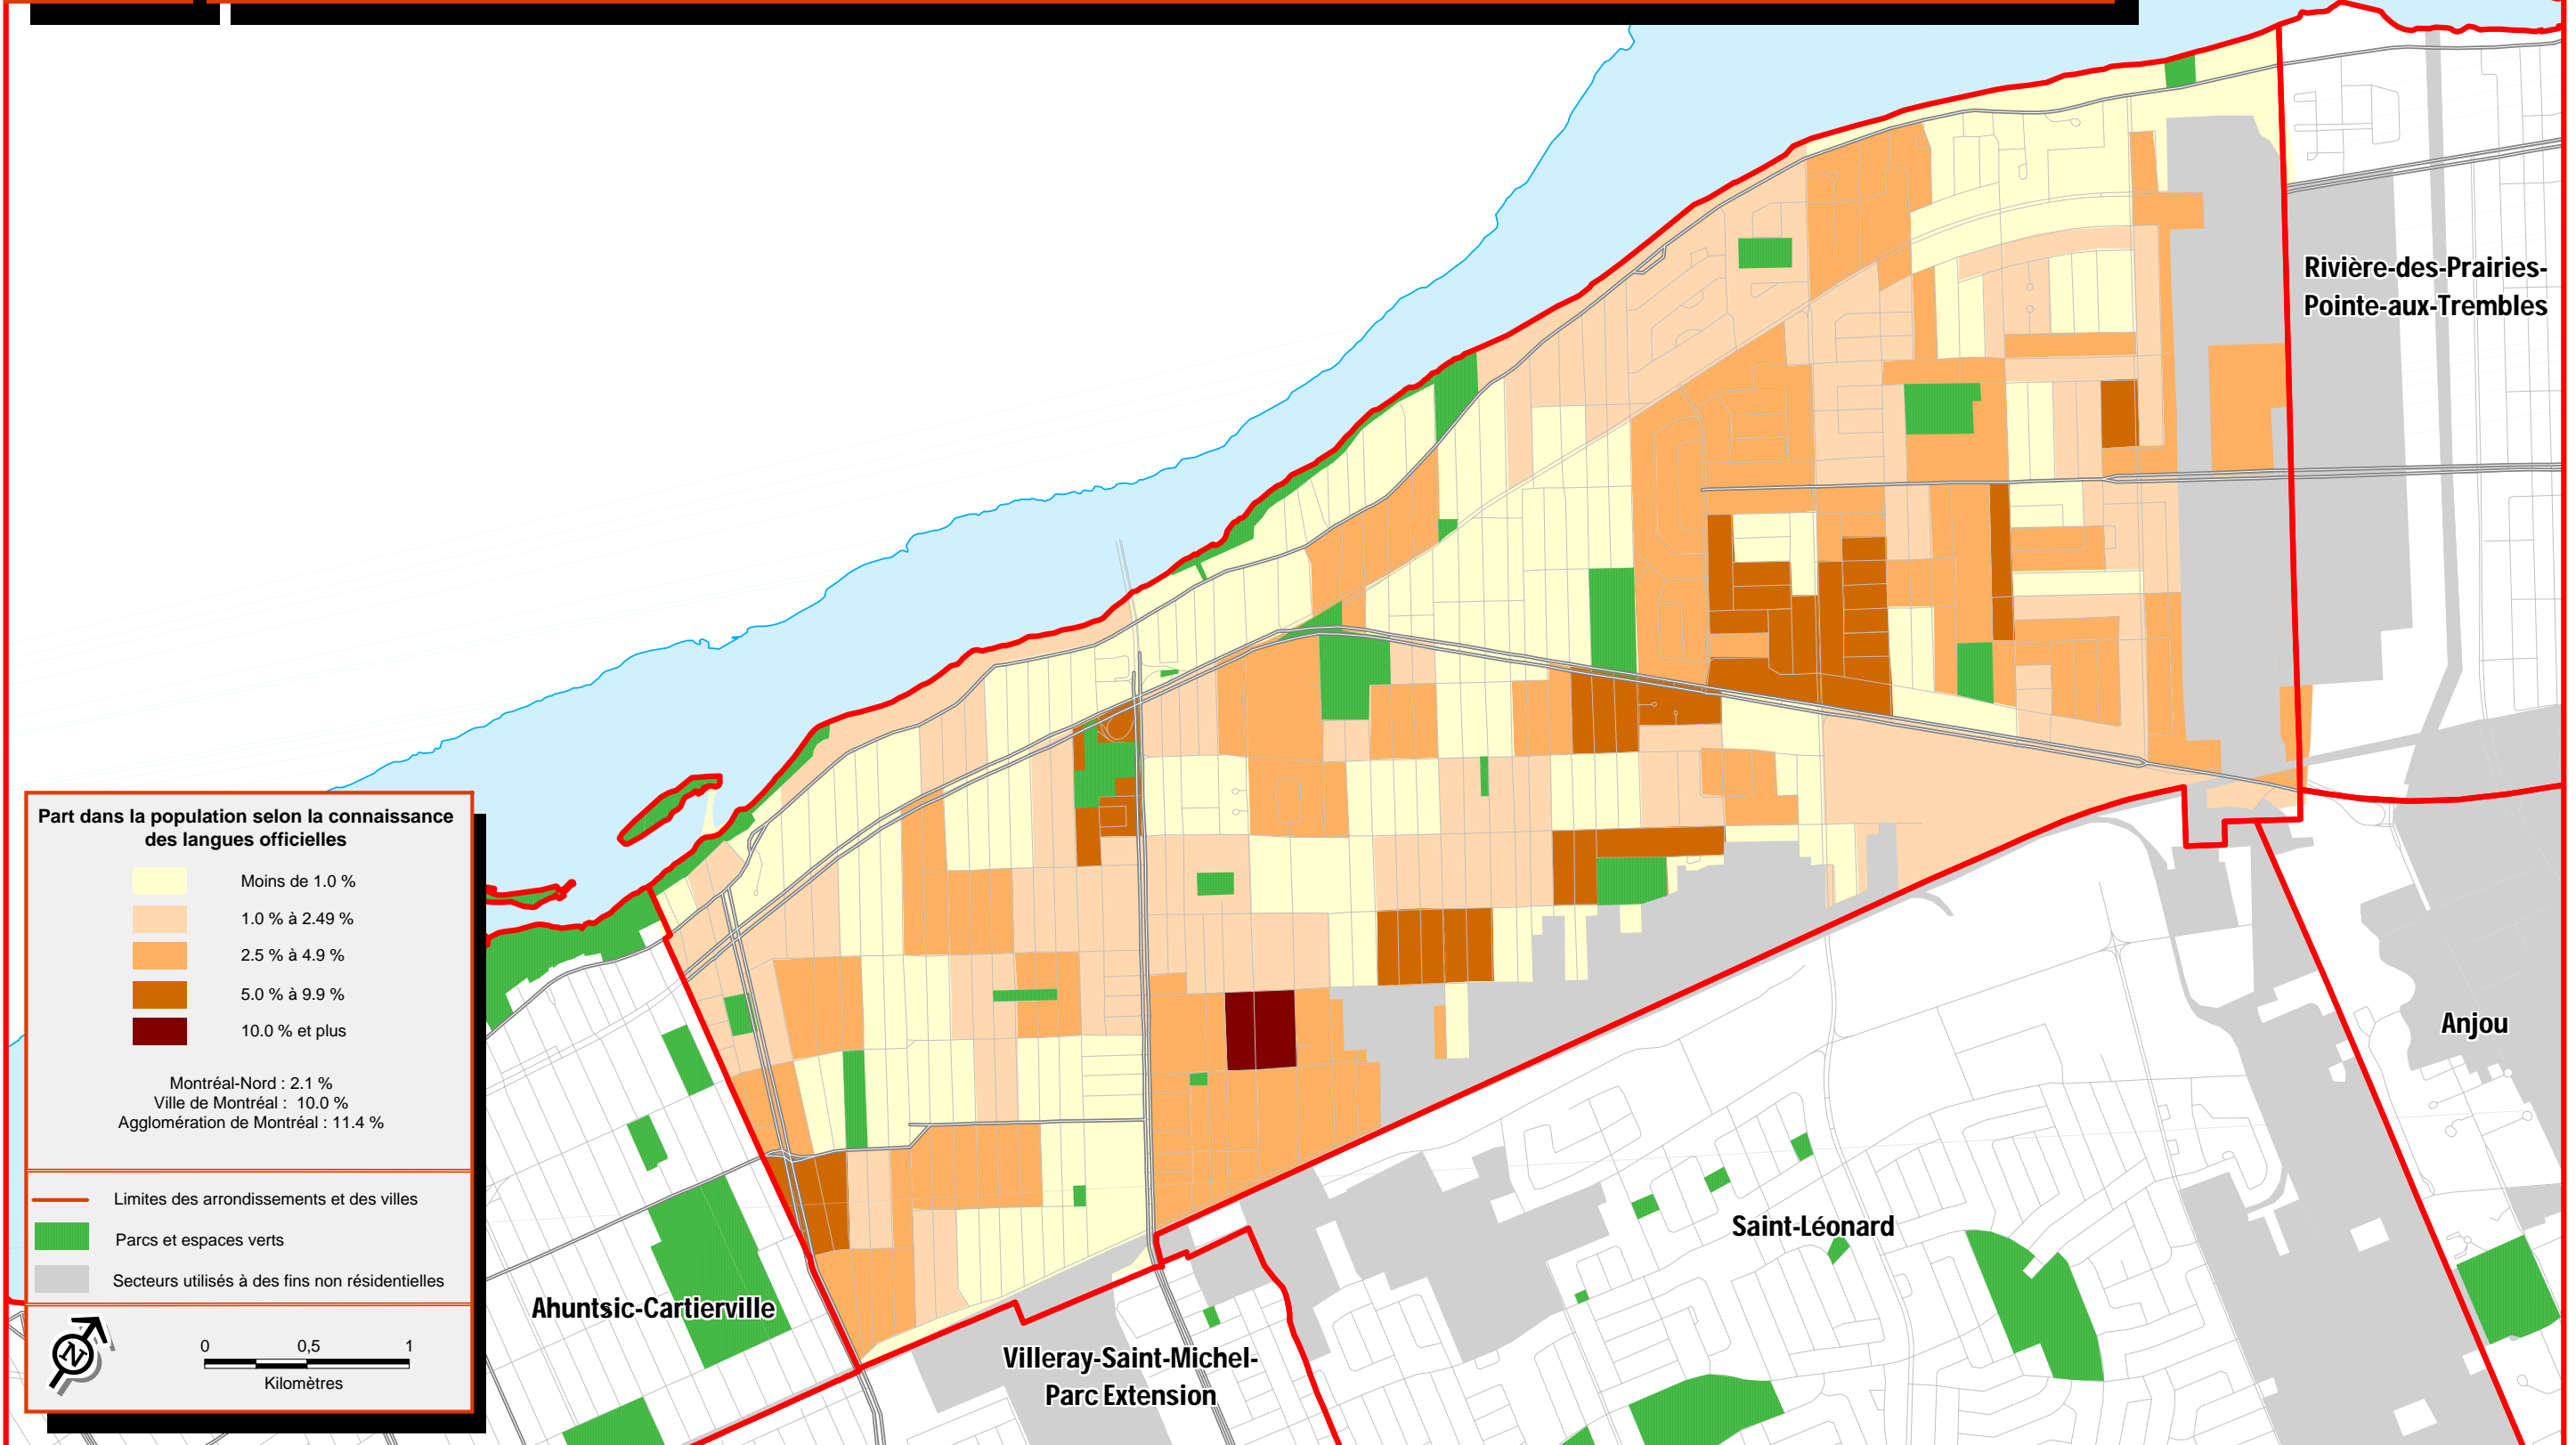 Rivière-des-Prairies-
Pointe-aux-Trembles
Part dans la population selon la connaissance
des langues officielles
Moins de 1.0 %
1.0 % à 2.49 %
2.5 % à 4.9 %
5.0 % à 9.9 %
10.0 % et plus
Montréal-Nord : 2.1 %
Ville de Montréal : 10.0 %
Agglomération de Montréal : 11.4 %
Limites des arrondissements et des villes
Parcs et espaces verts
Secteurs utilisés à des fins non résidentielles
N
0 0,5 1
Kilomètres
Anjou
Saint-Léonard
Ahuntsic-Cartierville
Villeray-Saint-Michel-
Parc Extension